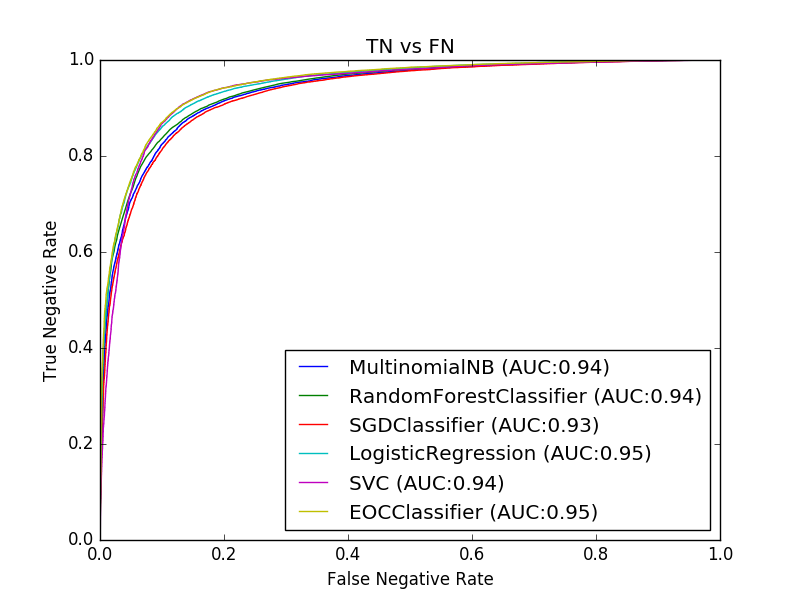 TN vs FN
1.0
0.8
0.6
0.4
0.2
0.0
True Negative Rate
MultinomialNB (AUC:0.94)
RandomForestClassifier (AUC:0.94)
SGDClassifier (AUC:0.93)
LogisticRegression (AUC:0.95)
SVC (AUC:0.94)
EOCClassifier (AUC:0.95)
0.0 0.2 0.4 0.6 0.8 1.0
False Negative Rate